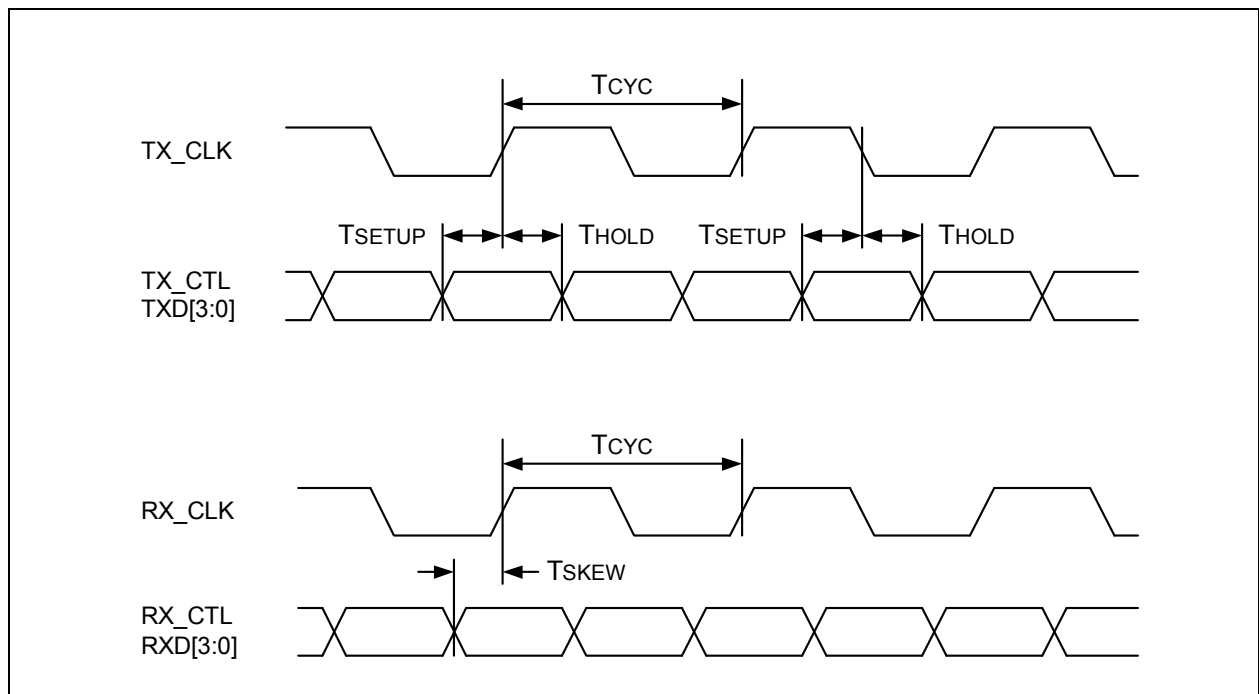 TCYC
TX_CLK
TSETUP THOLD TSETUP THOLD
TX_CTL
TXD[3:0]
TCYC
RX_CLK
TSKEW
RX_CTL
RXD[3:0]